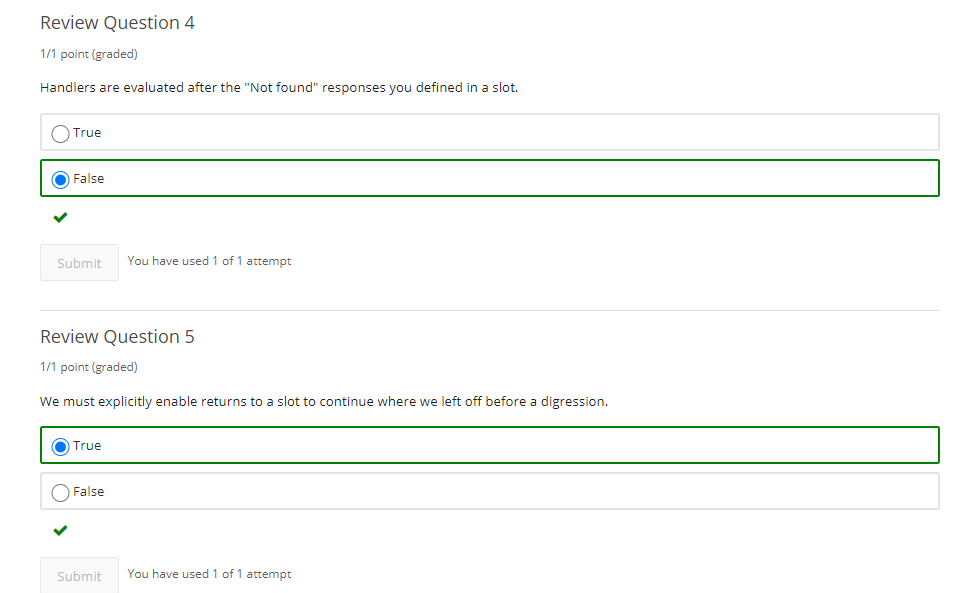 Review Question 4
1/1 point (graded)
Handlers are evaluated after the "Not found" responses you defined in a slot.
True
False
Submit You have used 1 of 1 attempt
Review Question 5
1/1 point (graded)
We must explicitly enable returns to a slot to continue where we left off before a digression.
True
False
Submit You have used 1 of 1 attempt